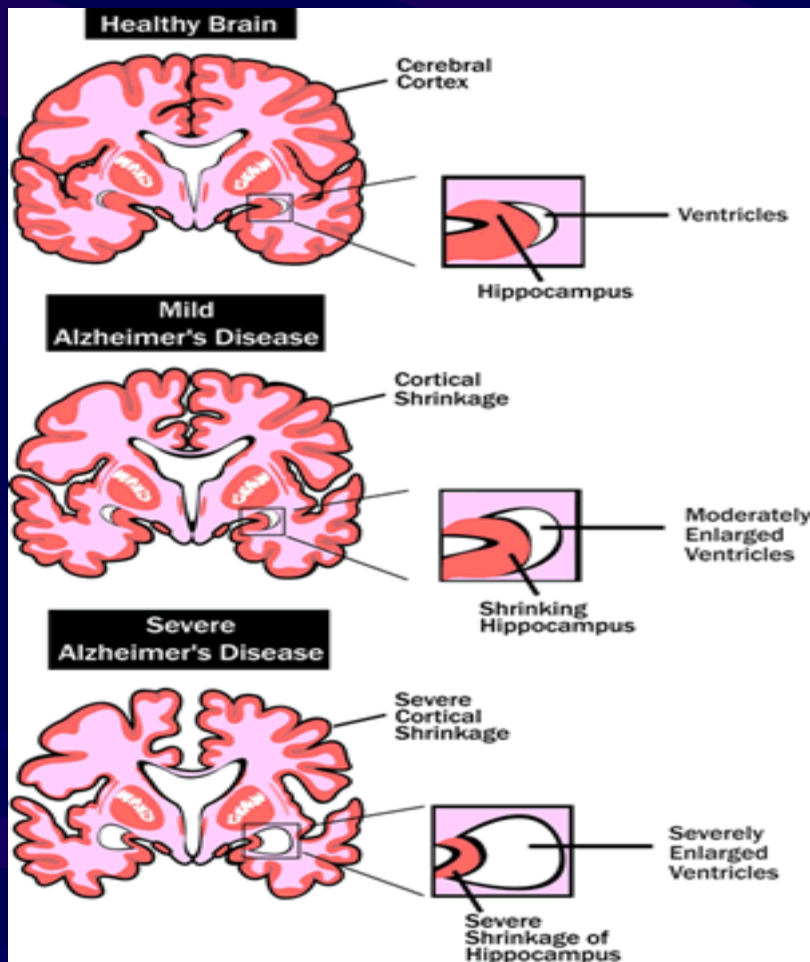 Healthy Brain
Cerebral
Cortex
Ventricles
Hippocampus
Mild
Alzheimer's Disease
Cortical
Shrinkage
Moderately
Enlarged
Ventricles
Shrinking
Hippocampus
Severe
Alzheimer's Disease
Severe
Cortical
Shrinkage
Severely
Enlarged
Ventricles
Severe
Shrinkage of
Hippocampus